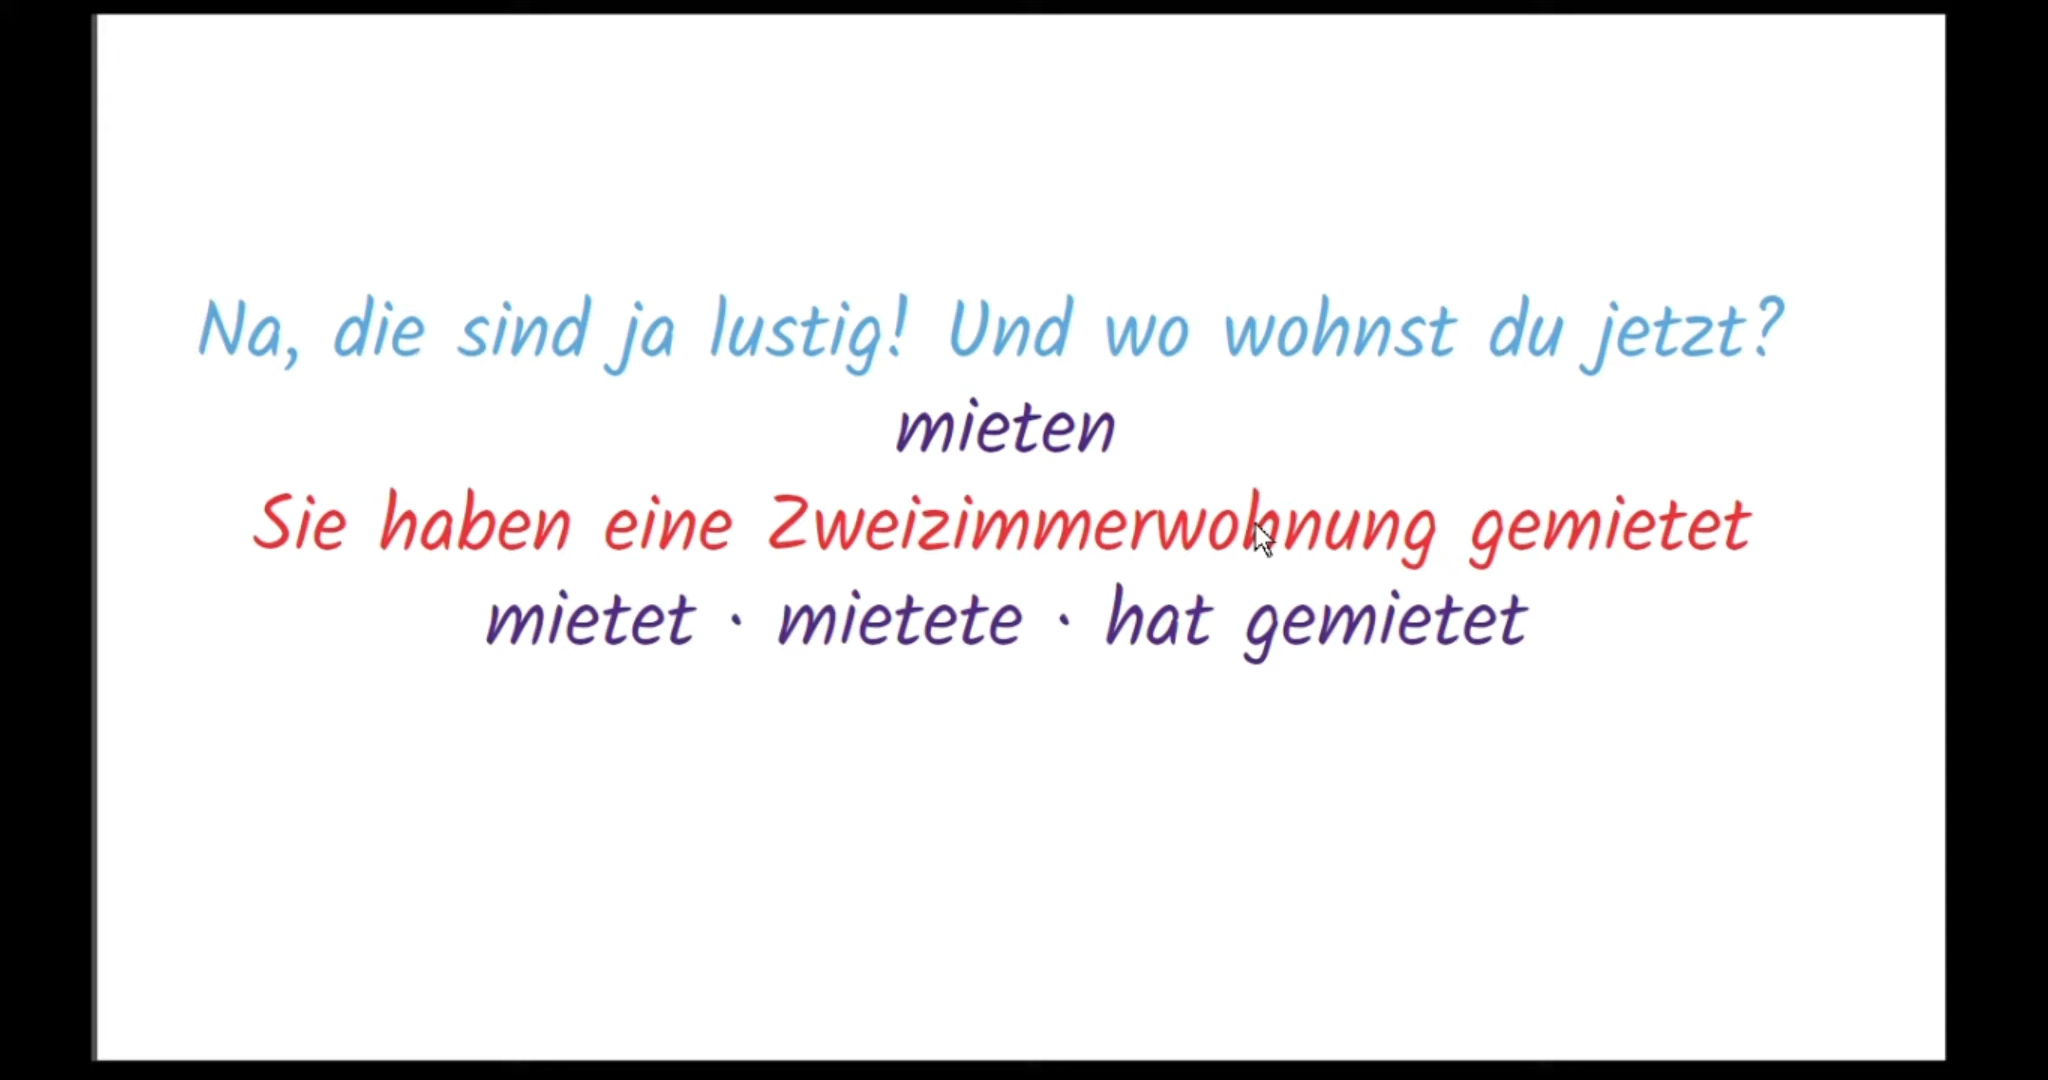 Na, die sind ja lustig! Und wo wohnst du jetzt?
mieten
Sie haben eine Zweizimmerwohnung gemietet
mietet · mietete · hat gemietet